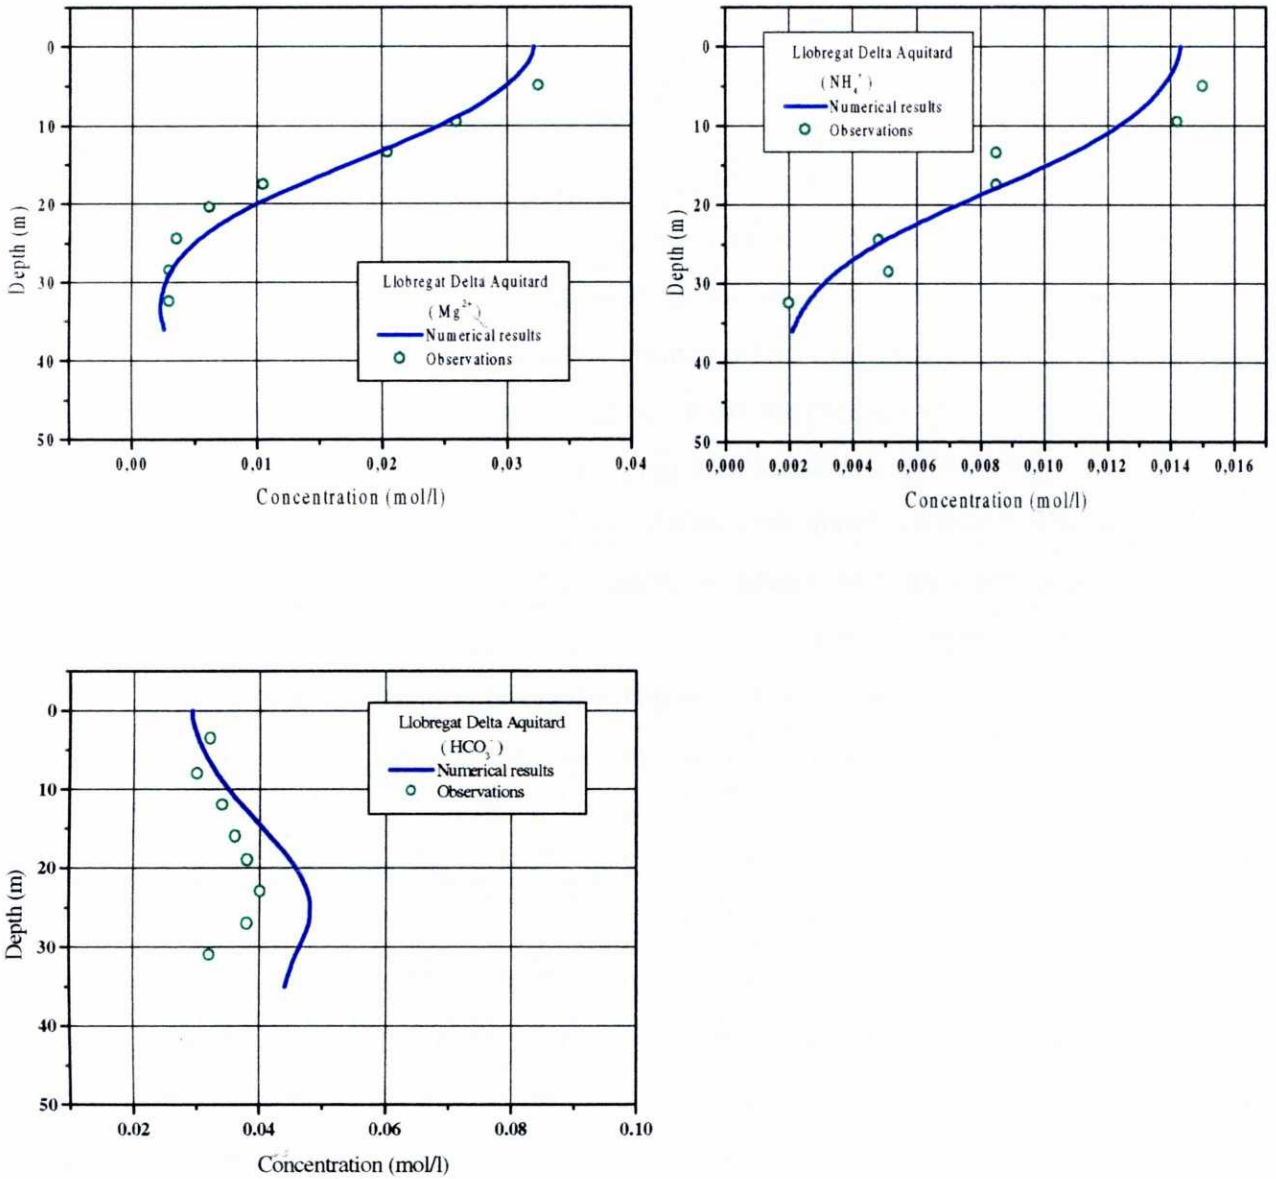 0
10
20
30
40
50
Depth (m)
Llobregat Delta Aquitard
(Mg²⁺)
Numerical results
Observations
0.00
0,01
0,02
0,03
0,04
Concentration (mol/l)
0
10
20
30
40
50
Depth (m)
Llobregat Delta Aquitard
(NH₄⁺)
Numerical results
Observations
0,000
0,002
0,004
0,006
0,008
0,010
0,012
0,014
0,016
Concentration (mol/l)
0
10
20
30
40
50
Depth (m)
Llobregat Delta Aquitard
(HCO₃⁻)
Numerical results
Observations
0.02
0.04
0.06
0.08
0.10
Concentration (mol/l)